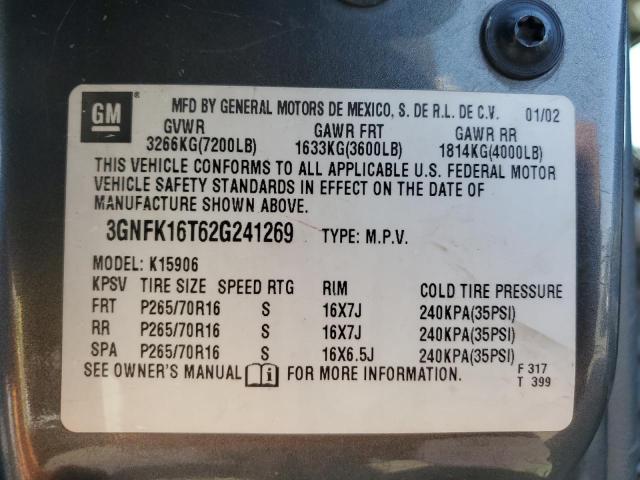 GM ® MFD BY GENERAL MOTORS DE MEXICO, S. DE R.L. DE C.V. 01/02
GVWR GAWR FRT GAWR RR
3266KG(7200LB) 1633KG(3600LB) 1814KG(4000LB)
THIS VEHICLE CONFORMS TO ALL APPLICABLE U.S. FEDERAL MOTOR
VEHICLE SAFETY STANDARDS IN EFFECT ON THE DATE OF
MANUFACTURE SHOWN ABOVE.
3GNFK16T62G241269 TYPE: M.P.V.
MODEL: K15906
KPSV TIRE SIZE SPEED RTG RIM COLD TIRE PRESSURE
FRT P265/70R16 S 16X7J 240KPA(35PSI)
RR P265/70R16 S 16X7J 240KPA(35PSI)
SPA P265/70R16 S 16X6.5J 240KPA(35PSI)
SEE OWNER'S MANUAL i FOR MORE INFORMATION. F 317
T 399